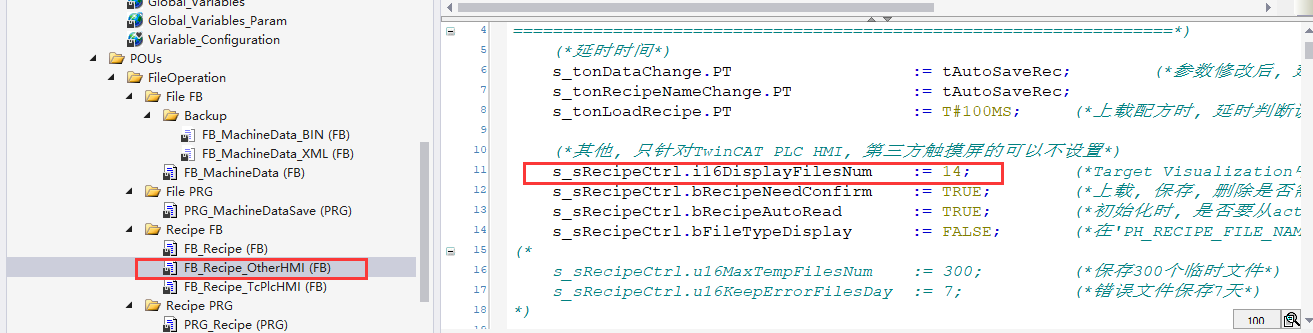 Global_Variables
Global_Variables_Param
Variable_Configuration
POUs
FileOperation
File FB
Backup
FB_MachineData_BIN (FB)
FB_MachineData_XML (FB)
FB_MachineData (FB)
File PRG
PRG_MachineDataSave (PRG)
Recipe FB
FB_Recipe (FB)
FB_Recipe_OtherHMI (FB)
FB_Recipe_TcPlcHMI (FB)
Recipe PRG
PRG_Recipe (PRG)
4 ==================================================================*)
5 (*延时时间*)
6 s_tonDataChange.PT := tAutoSaveRec; (*参数修改后, 
7 s_tonRecipeNameChange.PT := tAutoSaveRec;
8 s_tonLoadRecipe.PT := T#100MS; (*上载配方时, 延时判断
9
10 (*其他, 只针对TwinCAT PLC HMI, 第三方触摸屏的可以不设置*)
11 s_sRecipeCtrl.i16DisplayFilesNum := 14; (*Target Visualization
12 s_sRecipeCtrl.bRecipeNeedConfirm := TRUE; (*上载, 保存, 删除是否
13 s_sRecipeCtrl.bRecipeAutoRead := TRUE; (*初始化时, 是否要从act
14 s_sRecipeCtrl.bFileTypeDisplay := FALSE; (*在'PH_RECIPE_FILE_NAM
15 (*
16 s_sRecipeCtrl.u16MaxTempFilesNum := 300; (*保存300个临时文件*)
17 s_sRecipeCtrl.u16KeepErrorFilesDay := 7; (*错误文件保存7天*)
18 *)
100